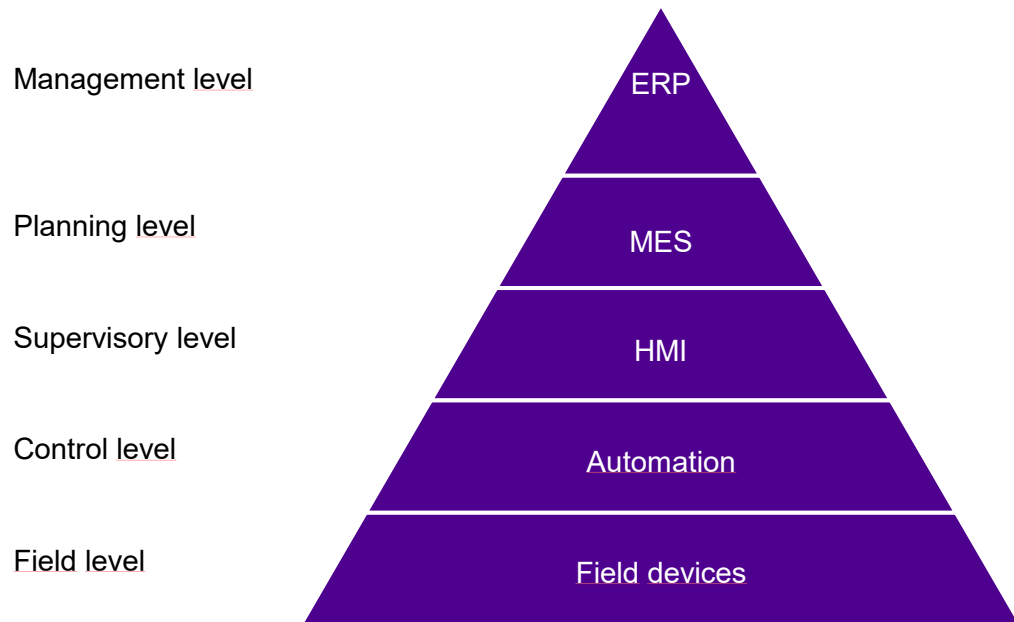 Management level
ERP
Planning level
MES
Supervisory level
HMI
Control level
Automation
Field level
Field devices